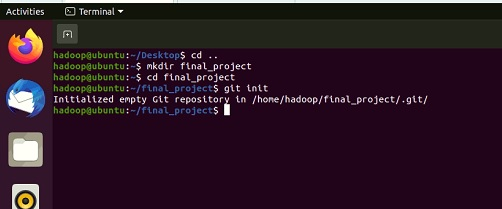 Activities
Terminal
hadoop@ubuntu:~/Desktop$ cd ..
hadoop@ubuntu:~$ mkdir final_project
hadoop@ubuntu:~$ cd final_project
hadoop@ubuntu:~/final_project$ git init
Initialized empty Git repository in /home/hadoop/final_project/.git/
hadoop@ubuntu:~/final_project$